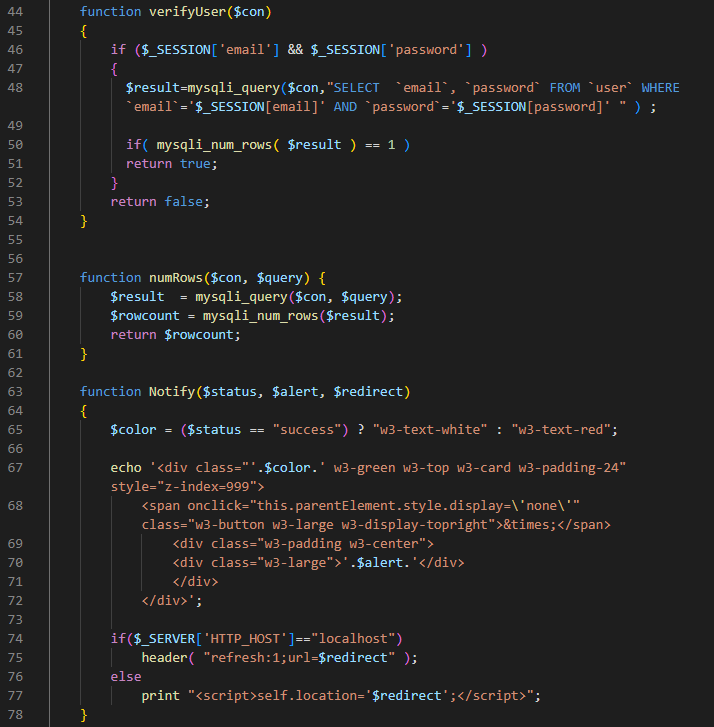 44 function verifyUser($con)
45 {
46 if ($_SESSION['email'] && $_SESSION['password'] )
47 {
48 $result=mysqli_query($con,"SELECT  `email`, `password` FROM `user` WHERE
`email`='$_SESSION[email]' AND `password`='$_SESSION[password]' " ) ;
49
50 if( mysqli_num_rows( $result ) == 1 )
51 return true;
52 }
53 return false;
54 }
55
56
57 function numRows($con, $query) {
58 $result  = mysqli_query($con, $query);
59 $rowcount = mysqli_num_rows($result);
60 return $rowcount;
61 }
62
63 function Notify($status, $alert, $redirect)
64 {
65 $color = ($status == "success") ? "w3-text-white" : "w3-text-red";
66
67 echo '<div class="'.$color.' w3-green w3-top w3-card w3-padding-24"
style="z-index=999">
68 <span onclick="this.parentElement.style.display=\'none\'"
class="w3-button w3-large w3-display-topright">&times;</span>
69 <div class="w3-padding w3-center">
70 <div class="w3-large">'.$alert.'</div>
71 </div>
72 </div>';
73
74 if($_SERVER['HTTP_HOST']=="localhost")
75 header( "refresh:1;url=$redirect" );
76 else
77 print "<script>self.location='$redirect';</script>";
78 }